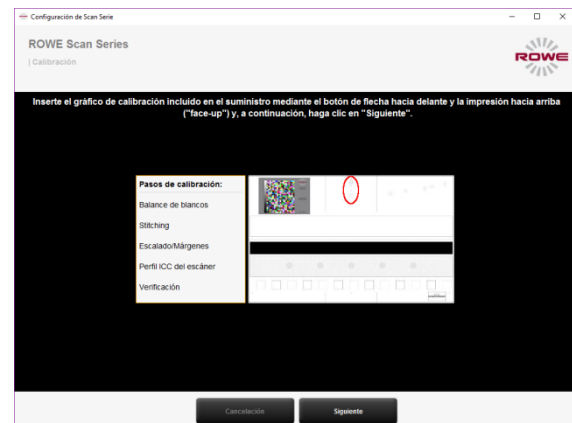 Configuración de Scan Serie
ROWE Scan Series
| Calibración
ROWE
Inserte el gráfico de calibración incluido en el suministro mediante el botón de flecha hacia delante y la impresión hacia arriba
("face-up") y, a continuación, haga clic en "Siguiente".
Pasos de calibración:
Balance de blancos
Stitching
Escalado/Márgenes
Perfil ICC del escáner
Verificación
Cancelación
Siguiente